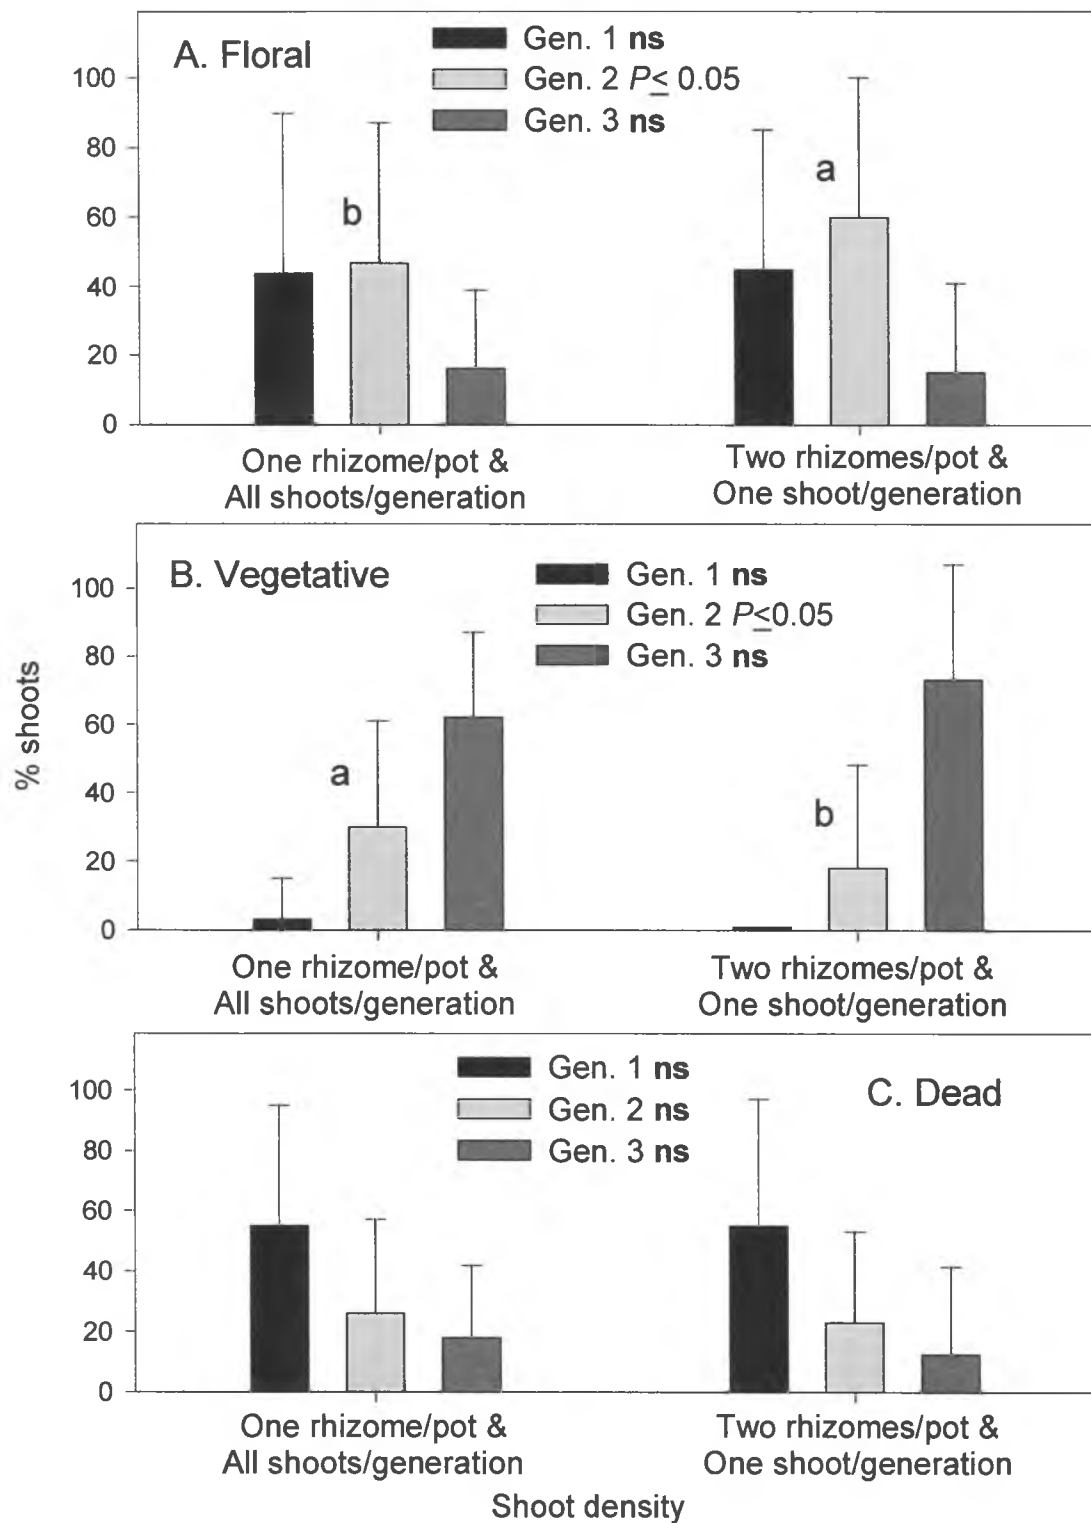 A. Floral
Gen. 1 ns
Gen. 2 P≤ 0.05
Gen. 3 ns
100
80
60
40
20
0
b
a
One rhizome/pot &
All shoots/generation
Two rhizomes/pot &
One shoot/generation
B. Vegetative
Gen. 1 ns
Gen. 2 P≤0.05
Gen. 3 ns
% shoots
100
80
60
40
20
0
a
b
One rhizome/pot &
All shoots/generation
Two rhizomes/pot &
One shoot/generation
Gen. 1 ns
Gen. 2 ns
Gen. 3 ns
C. Dead
100
80
60
40
20
0
One rhizome/pot &
All shoots/generation
Two rhizomes/pot &
One shoot/generation
Shoot density